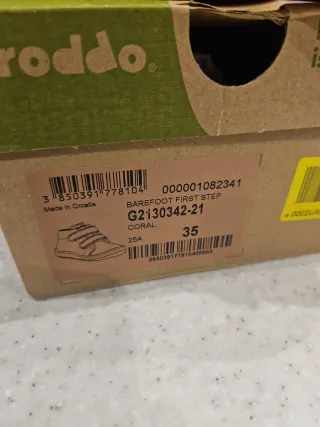 roddo®
3 850391 778104
000001082341
Made in Croatia
BAREFOOT FIRST STEP
G2130342-21
CORAL
25A
35